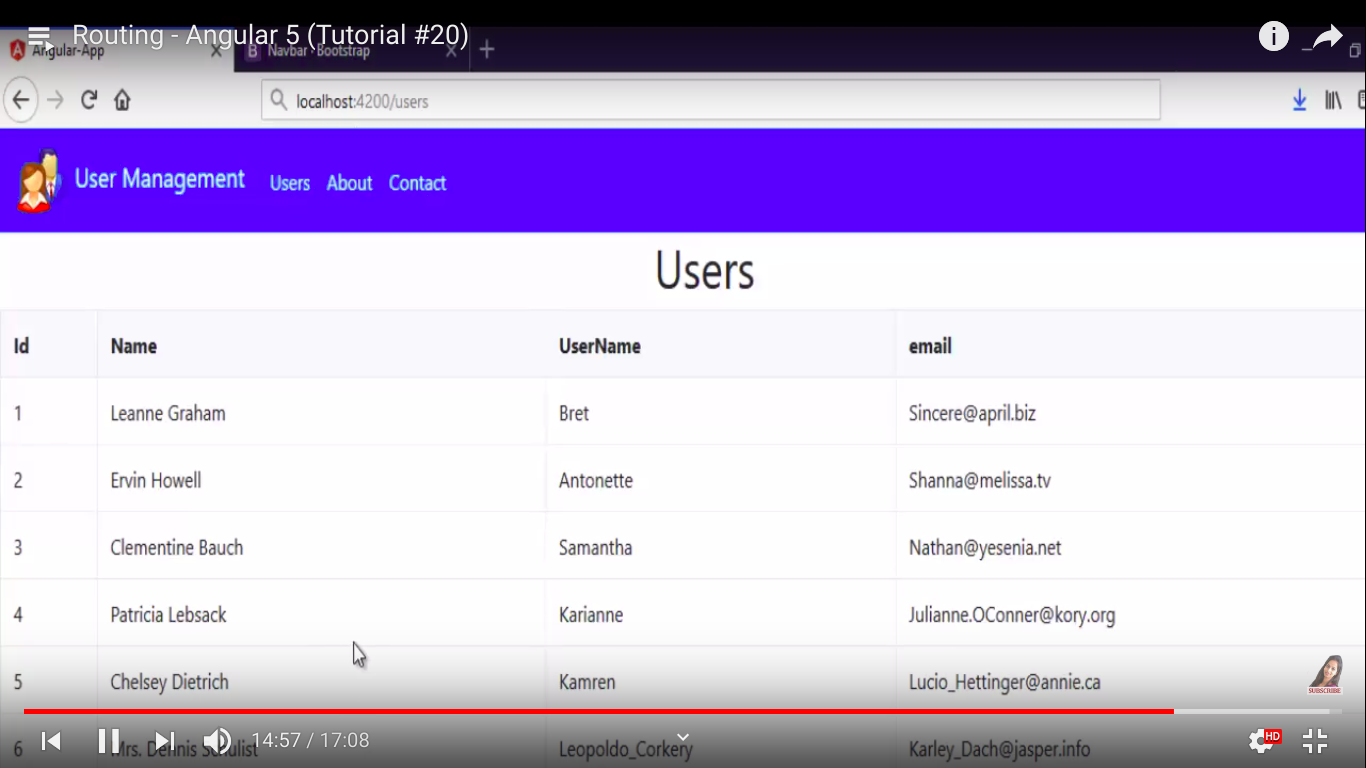 Routing - Angular 5 (Tutorial #20)
Angular-App
Navbar · Bootstrap
localhost:4200/users
User Management Users About Contact
Users
Id Name UserName email
1 Leanne Graham Bret Sincere@april.biz
2 Ervin Howell Antonette Shanna@melissa.tv
3 Clementine Bauch Samantha Nathan@yesenia.net
4 Patricia Lebsack Karianne Julianne.OConner@kory.org
5 Chelsey Dietrich Kamren Lucio_Hettinger@annie.ca
SUBSCRIBE
6 Mrs. Dennis Schulist Leopoldo_Corkery Karley_Dach@jasper.info
14:57 / 17:08
HD